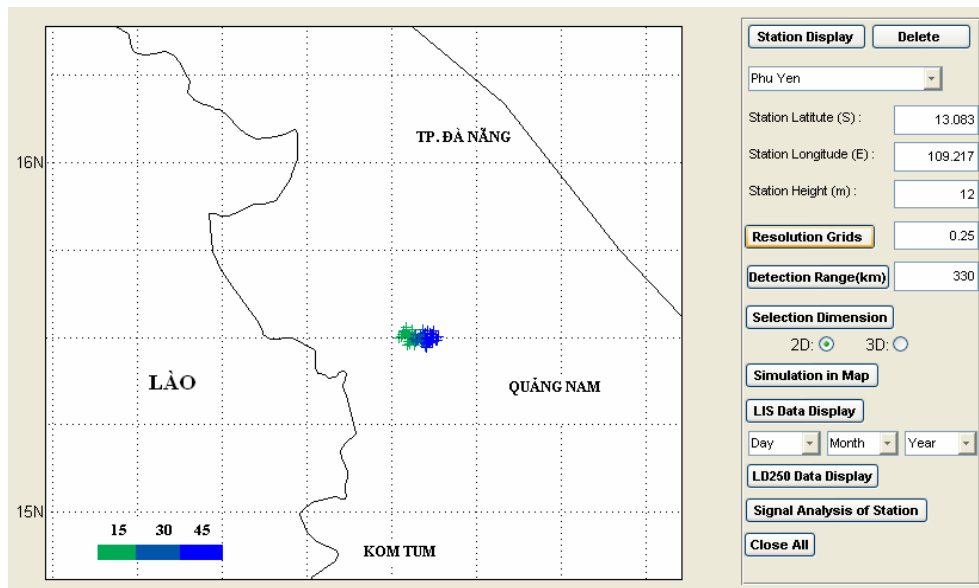 TP. ĐÀ NẴNG
16N
LÀO
QUẢNG NAM
15N
15 30 45
KOM TUM
Station Display Delete
Phu Yen
Station Latitute (S) : 13.083
Station Longitude (E) : 109.217
Station Height (m) : 12
Resolution Grids 0.25
Detection Range(km) 330
Selection Dimension
2D: 3D:
Simulation in Map
LIS Data Display
Day Month Year
LD250 Data Display
Signal Analysis of Station
Close All